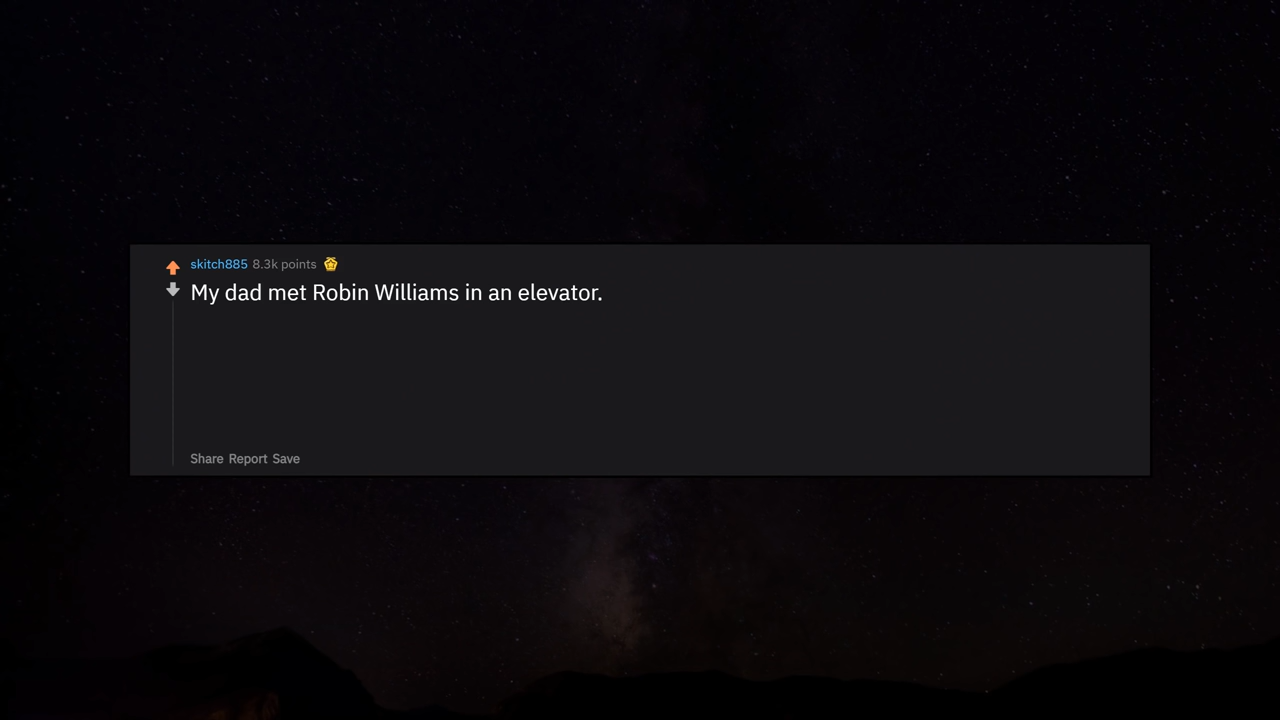 skitch885 8.3k points
My dad met Robin Williams in an elevator.
Share Report Save